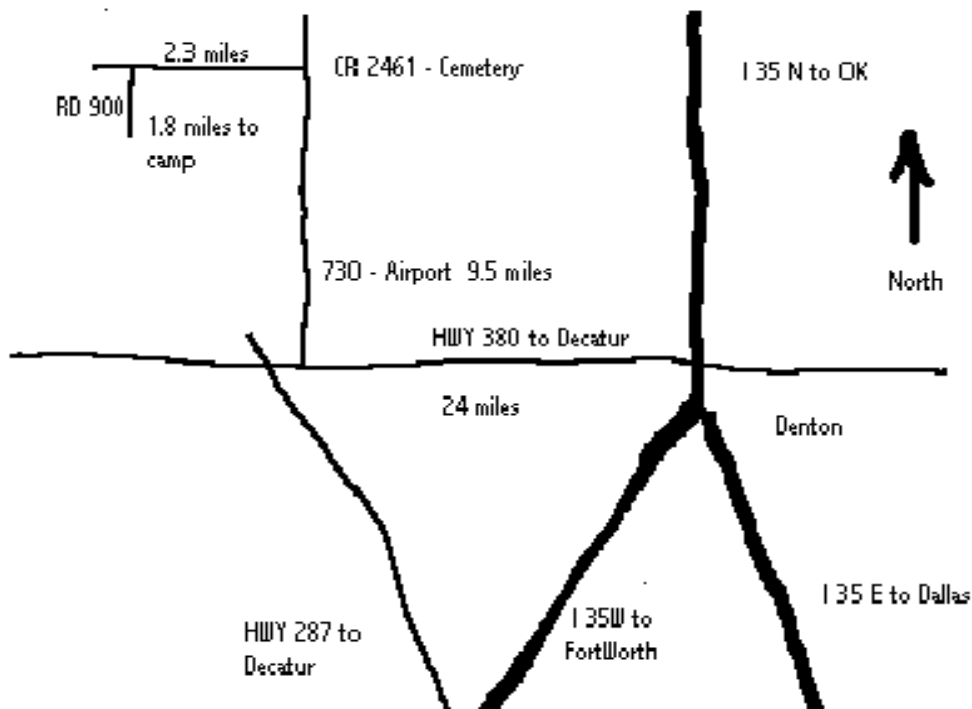 2.3 miles
CR 2461 - Cemetery
I 35 N to OK
RD 900
1.8 miles to
camp
730 - Airport 9.5 miles
North
HWY 380 to Decatur
24 miles
Denton
I 35 E to Dallas
I 35W to
FortWorth
HWY 287 to
Decatur